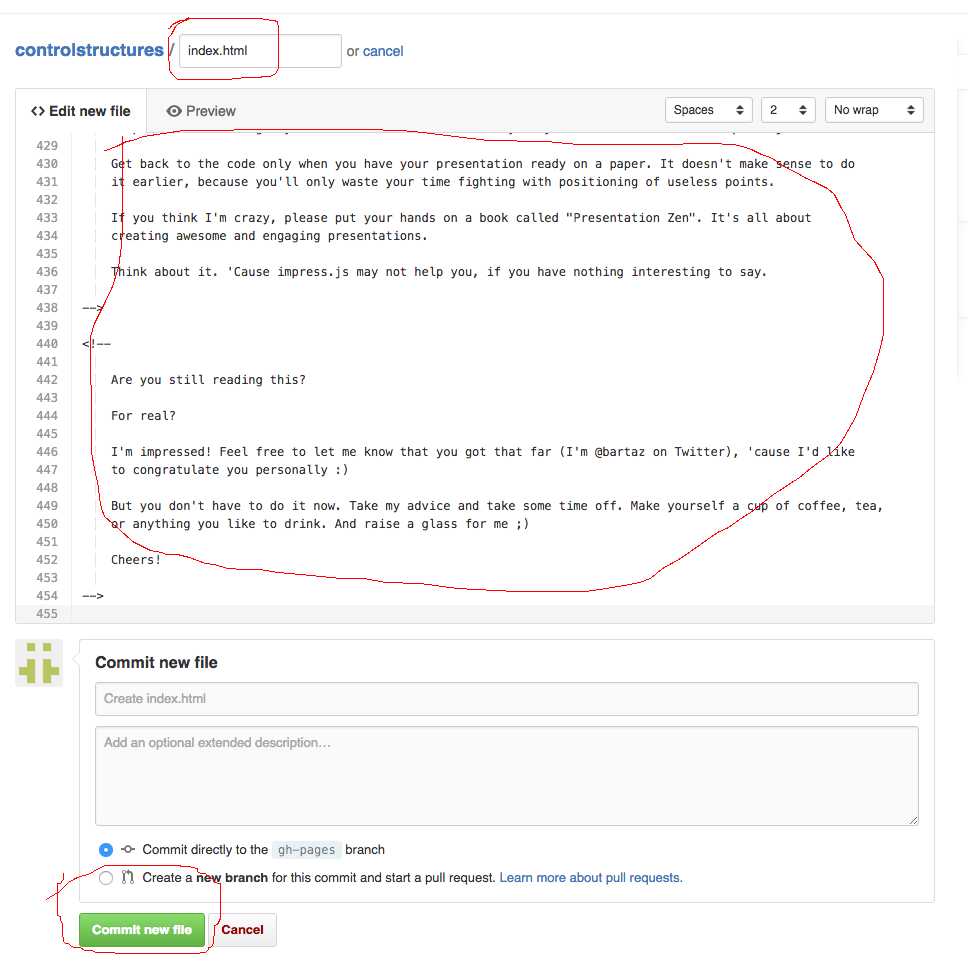 controlstructures / index.html or cancel
<> Edit new file Preview Spaces 2 No wrap
429
430 Get back to the code only when you have your presentation ready on a paper. It doesn't make sense to do
431 it earlier, because you'll only waste your time fighting with positioning of useless points.
432
433 If you think I'm crazy, please put your hands on a book called "Presentation Zen". It's all about
434 creating awesome and engaging presentations.
435
436 Think about it. 'Cause impress.js may not help you, if you have nothing interesting to say.
437
438 -->
439
440 <!--
441
442 Are you still reading this?
443
444 For real?
445
446 I'm impressed! Feel free to let me know that you got that far (I'm @bartaz on Twitter), 'cause I'd like
447 to congratulate you personally :)
448
449 But you don't have to do it now. Take my advice and take some time off. Make yourself a cup of coffee, tea,
450 or anything you like to drink. And raise a glass for me ;)
451
452 Cheers!
453
454 -->
455
Commit new file
Create index.html
Add an optional extended description…
Commit directly to the gh-pages branch
Create a new branch for this commit and start a pull request. Learn more about pull requests.
Commit new file Cancel